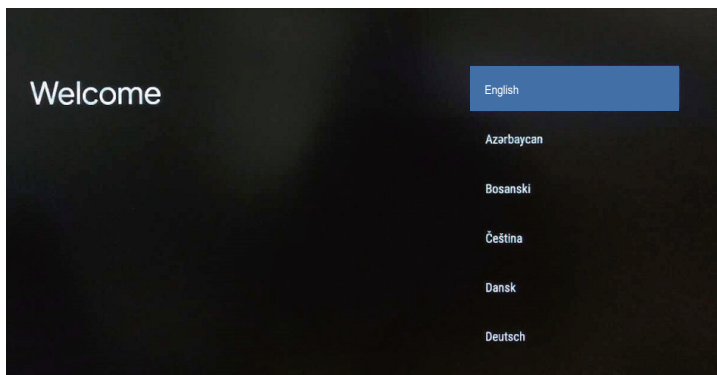 Welcome
English
Azərbaycan
Bosanski
Čeština
Dansk
Deutsch